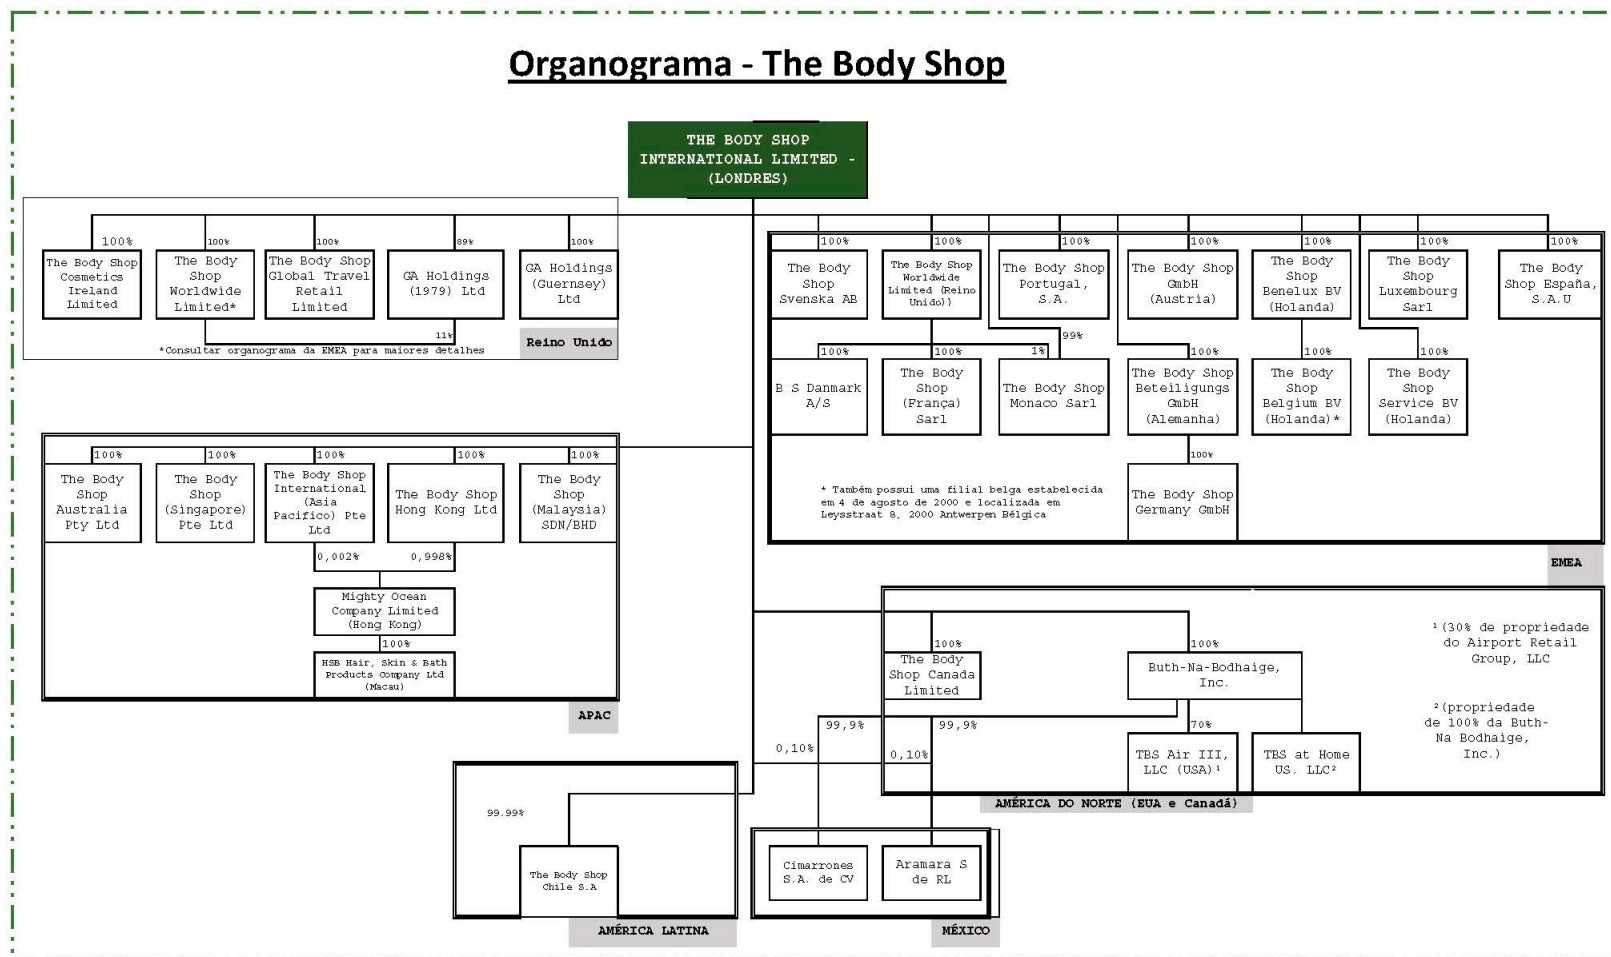 Organograma - The Body Shop
THE BODY SHOP
INTERNATIONAL LIMITED -
(LONDRES)
100%
The Body Shop
Cosmetics
Ireland
Limited
100%
The Body
Shop
Worldwide
Limited*
100%
The Body Shop
Global Travel
Retail
Limited
89%
GA Holdings
(1979) Ltd
100%
GA Holdings
(Guernsey)
Ltd
11%
*Consultar organograma da EMEA para maiores detalhes
Reino Unido
100%
The Body
Shop
Svenska AB
100%
The Body Shop
Worldwide
Limited (Reino
Unido))
100%
The Body Shop
Portugal,
S.A.
100%
The Body Shop
GmbH
(Austria)
100%
The Body
Shop
Benelux BV
(Holanda)
100%
The Body
Shop
Luxembourg
Sarl
100%
The Body
Shop España,
S.A.U
100%
B S Danmark
A/S
100%
The Body
Shop
(França)
Sarl
1%
99%
The Body Shop
Monaco Sarl
100%
The Body Shop
Beteiligungs
GmbH
(Alemanha)
100%
The Body
Shop
Belgium BV
(Holanda)*
100%
The Body
Shop
Service BV
(Holanda)
100%
The Body Shop
Germany GmbH
* Também possui uma filial belga estabelecida
em 4 de agosto de 2000 e localizada em
Leysstraat 8, 2000 Antwerpen Bélgica
EMEA
100%
The Body
Shop
Australia
Pty Ltd
100%
The Body
Shop
(Singapore)
Pte Ltd
100%
The Body Shop
International
(Asia
Pacifico) Pte
Ltd
100%
The Body Shop
Hong Kong Ltd
100%
The Body
Shop
(Malaysia)
SDN/BHD
0,002%
0,998%
Mighty Ocean
Company Limited
(Hong Kong)
100%
HSB Hair, Skin & Bath
Products Company Ltd
(Macau)
APAC
100%
The Body
Shop Canada
Limited
100%
Buth-Na-Bodhaige,
Inc.
¹(30% de propriedade
do Airport Retail
Group, LLC
²(propriedade
de 100% da Buth-
Na Bodhaige,
Inc.)
99,9%
99,9%
70%
0,10%
0,10%
TBS Air III,
LLC (USA)¹
TBS at Home
US. LLC²
AMÉRICA DO NORTE (EUA e Canadá)
99.99%
The Body Shop
Chile S.A
AMÉRICA LATINA
Cimarrones
S.A. de CV
Aramara S
de RL
MÉXICO